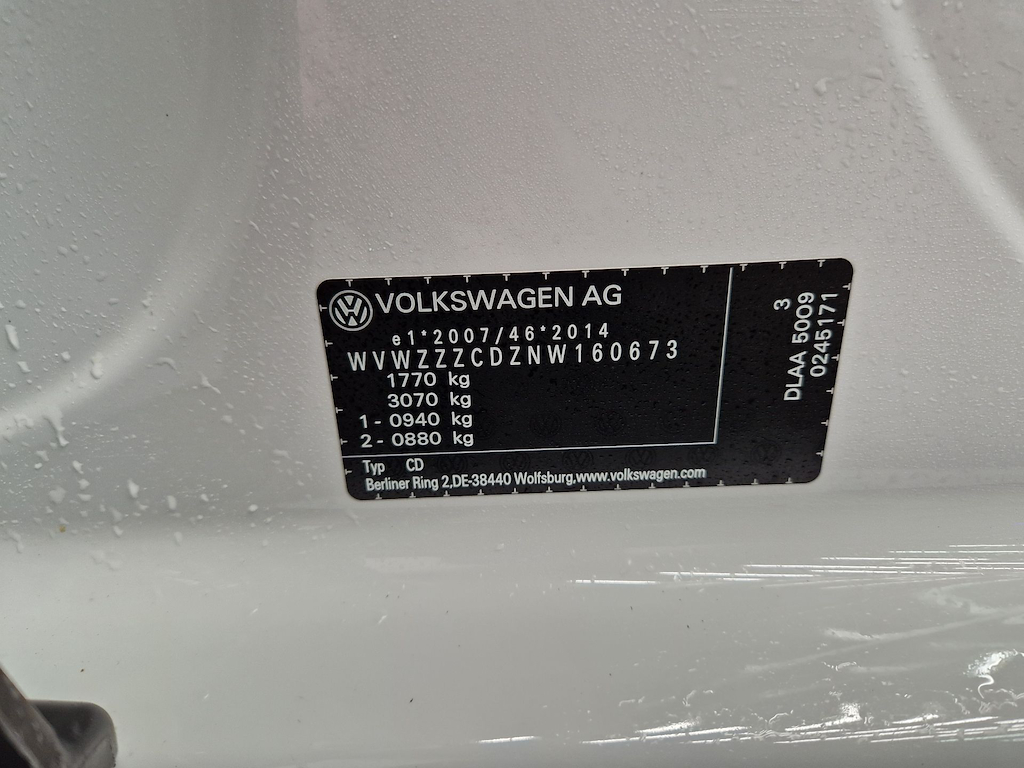 VOLKSWAGEN AG
e1*2007/46*2014
WVWZZZCDZNW160673
1770 kg
3070 kg
1- 0940 kg
2- 0880 kg
Typ CD
Berliner Ring 2,DE-38440 Wolfsburg.www.volkswagen.com
3
DLAA 5009
0245171